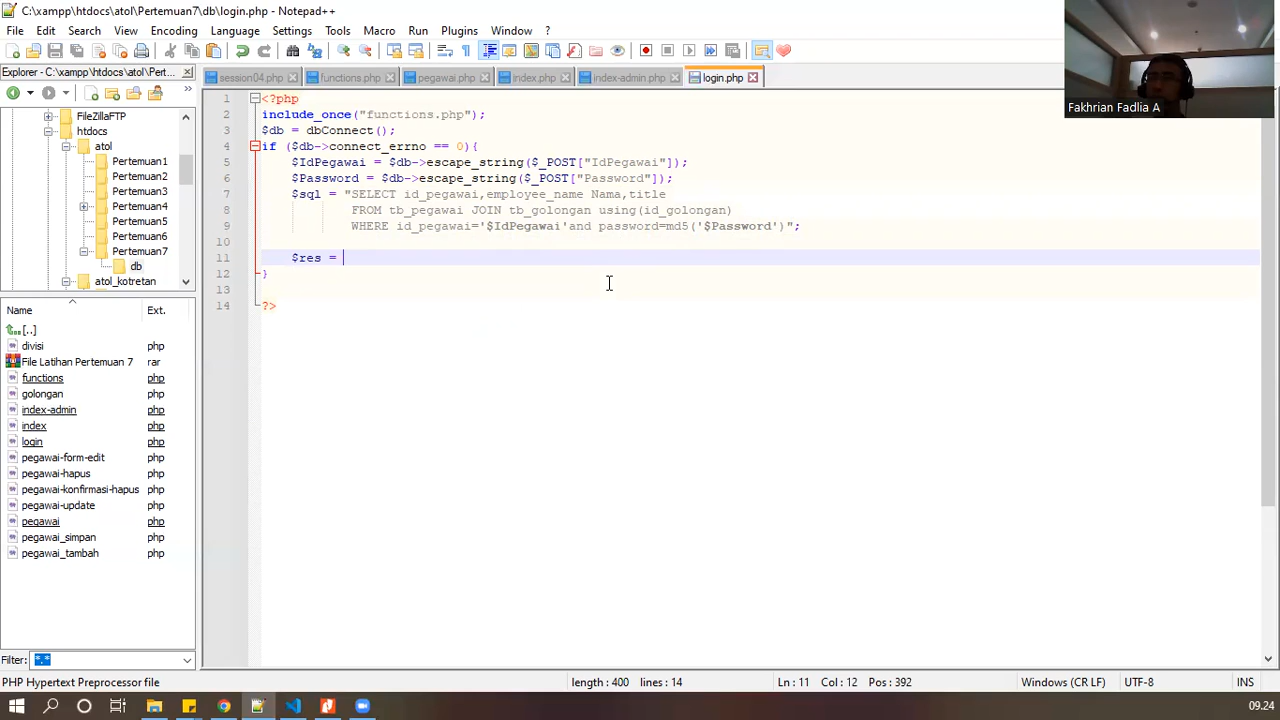 C:\xampp\htdocs\atol\Pertemuan7\db\login.php - Notepad++
File Edit Search View Encoding Language Settings Tools Macro Run Plugins Window ?
Explorer - C:\xampp\htdocs\atol\Pert...
session04.php functions.php pegawai.php index.php index-admin.php login.php
Fakhrian Fadlia A
FileZillaFTP
htdocs
atol
Pertemuan1
Pertemuan2
Pertemuan3
Pertemuan4
Pertemuan5
Pertemuan6
Pertemuan7
db
atol_kotretan
Name Ext.
[..]
divisi php
File Latihan Pertemuan 7 rar
functions php
golongan php
index-admin php
index php
login php
pegawai-form-edit php
pegawai-hapus php
pegawai-konfirmasi-hapus php
pegawai-update php
pegawai php
pegawai_simpan php
pegawai_tambah php
Filter: *.*
1 <?php
2 include_once("functions.php");
3 $db = dbConnect();
4 if ($db->connect_errno == 0){
5 $IdPegawai = $db->escape_string($_POST["IdPegawai"]);
6 $Password = $db->escape_string($_POST["Password"]);
7 $sql = "SELECT id_pegawai,employee_name Nama,title
8 FROM tb_pegawai JOIN tb_golongan using(id_golongan)
9 WHERE id_pegawai='$IdPegawai'and password=md5('$Password')";
10
11 $res =
12 }
13
14 ?>
PHP Hypertext Preprocessor file length : 400 lines : 14 Ln : 11 Col : 12 Pos : 392 Windows (CR LF) UTF-8 INS
09.24